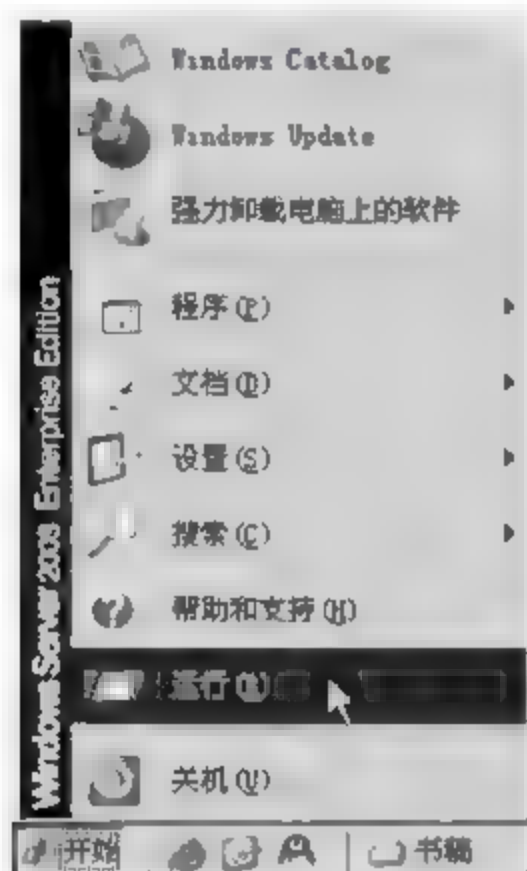 Windows Catalog
Windows Update
强力卸载电脑上的软件
程序(P)
文档(D)
设置(S)
搜索(C)
帮助和支持(H)
运行(R)
关机(U)
Windows Server 2003 Enterprise Edition
开始
书稿